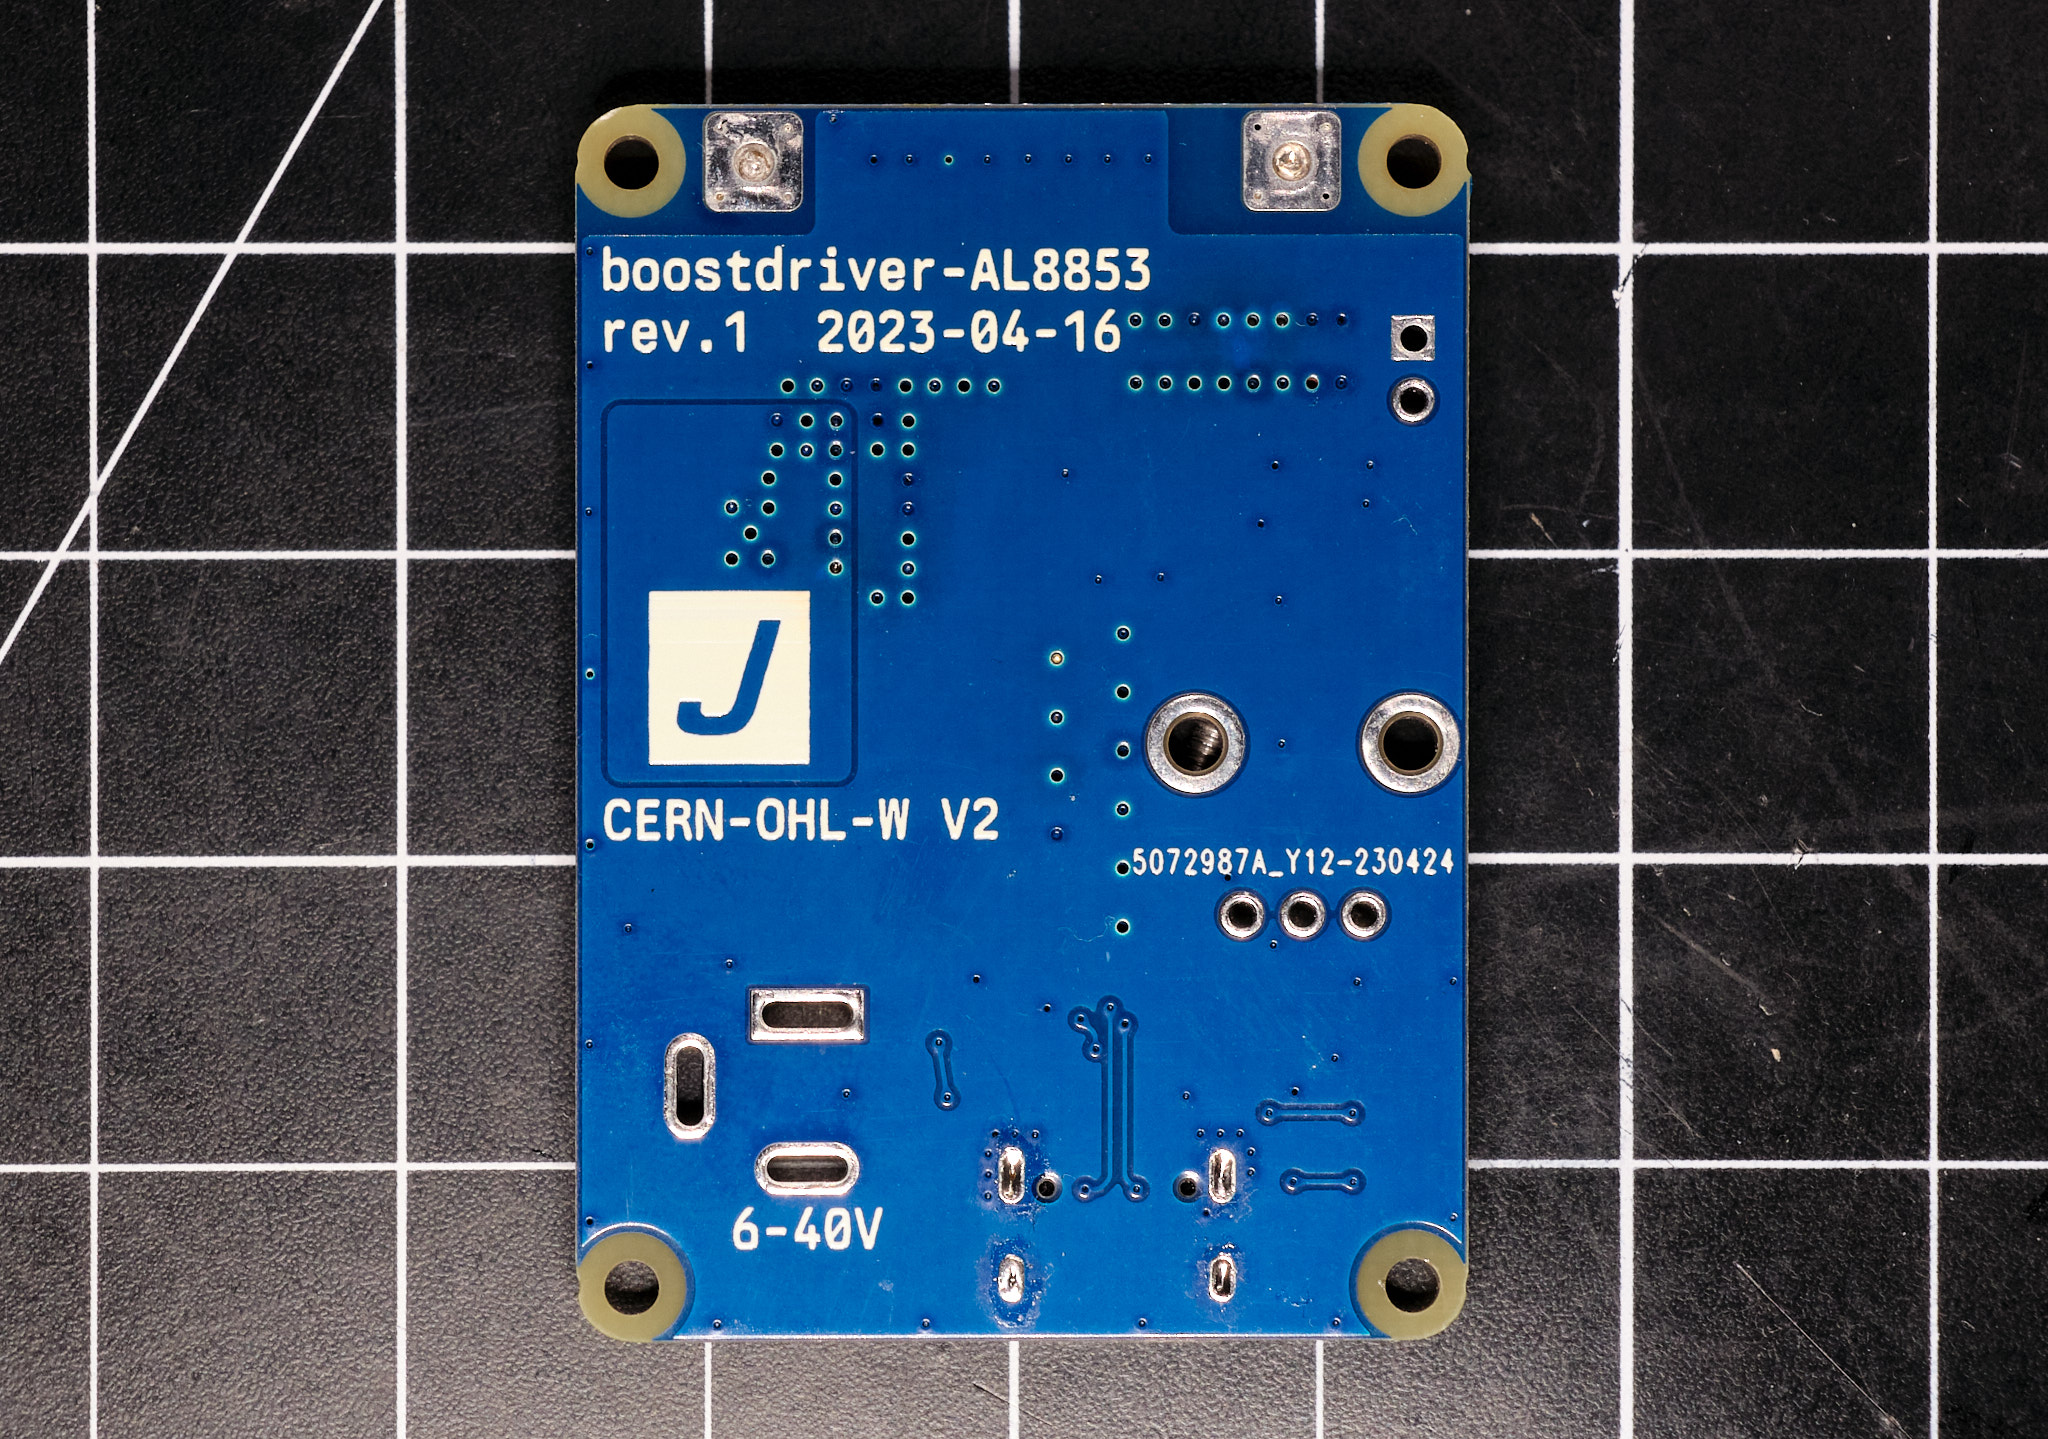 boostdriver-AL8853
rev.1 2023-04-16
J
CERN-OHL-W V2
5072987A_Y12-230424
6-40V